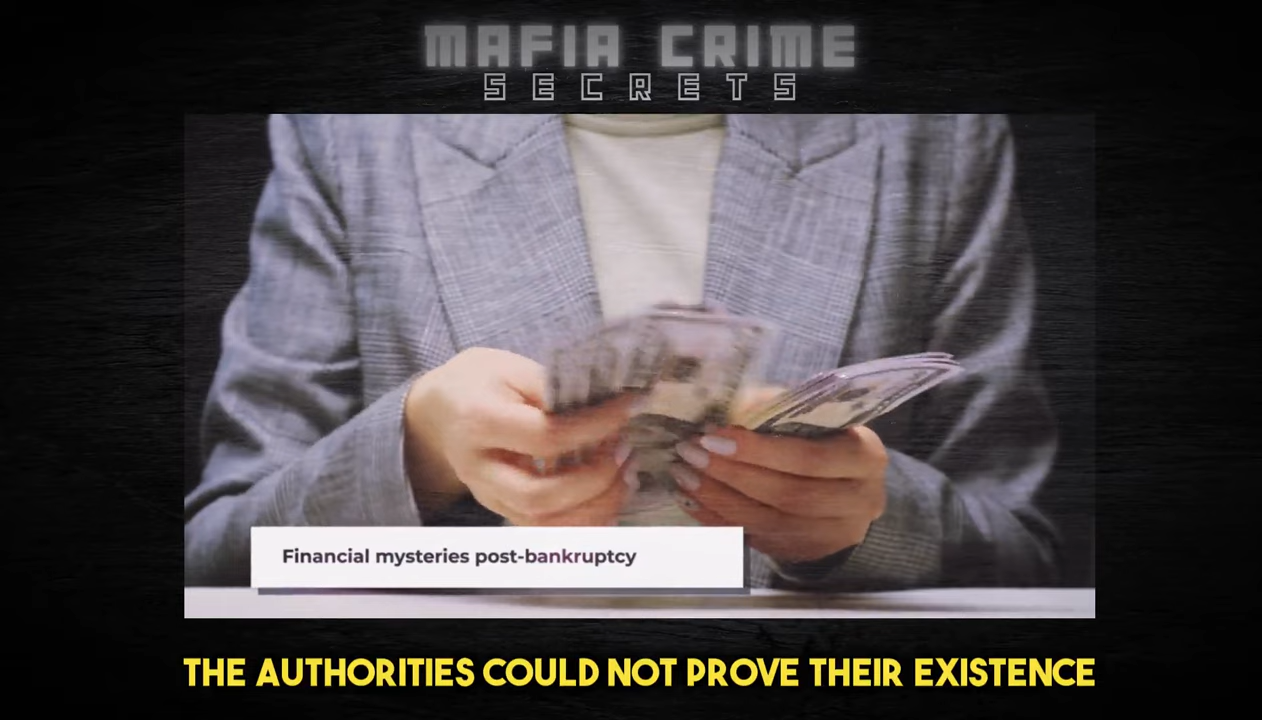 MAFIA CRIME
SECRETS
Financial mysteries post-bankruptcy
THE AUTHORITIES COULD NOT PROVE THEIR EXISTENCE